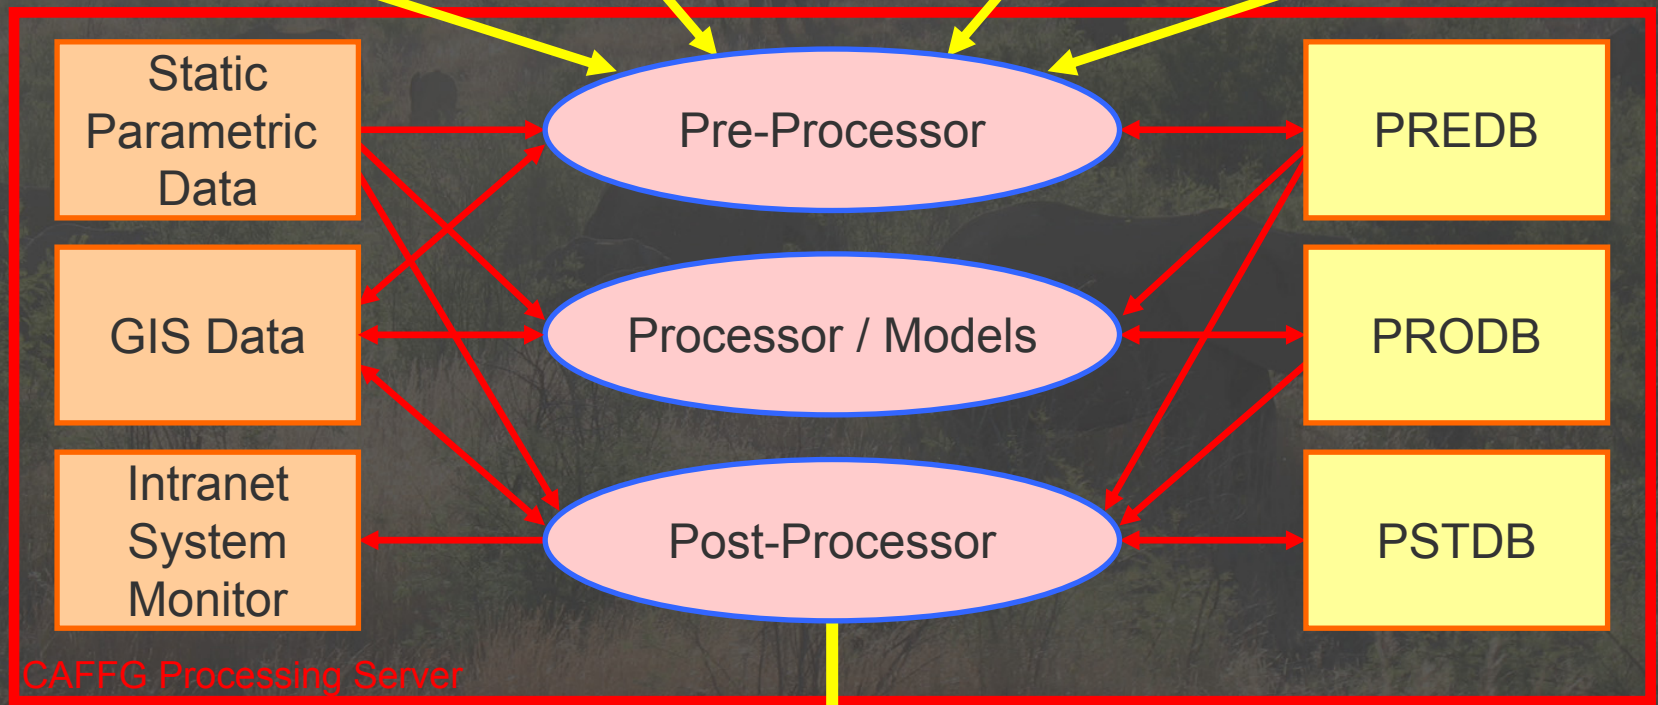 Static
Parametric
Data
Pre-Processor
PREDB
GIS Data
Processor / Models
PRODB
Intranet
System
Monitor
Post-Processor
PSTDB
CAFFG Processing Server